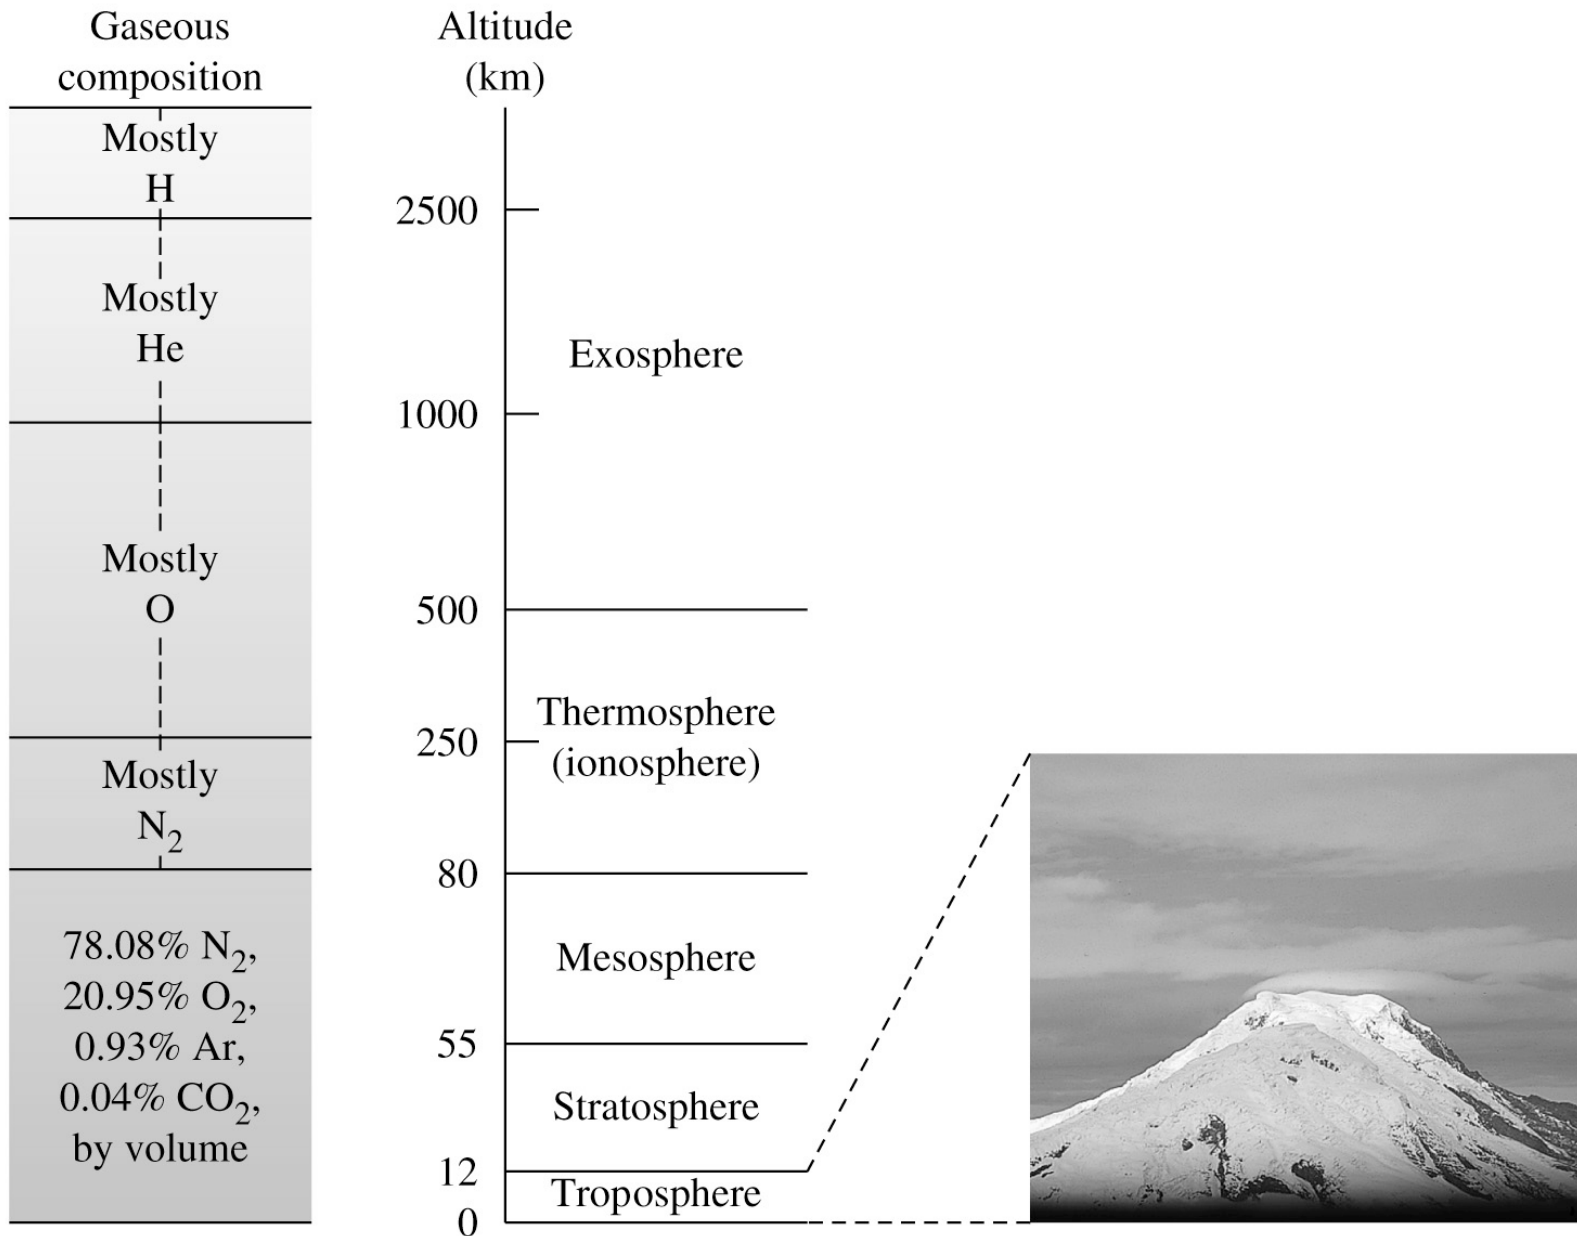 Gaseous
composition
Mostly
H
Mostly
He
Mostly
O
Mostly
N₂
78.08% N₂,
20.95% O₂,
0.93% Ar,
0.04% CO₂,
by volume
Altitude
(km)
2500
Exosphere
1000
500
Thermosphere
250
(ionosphere)
80
Mesosphere
55
Stratosphere
12
Troposphere
0